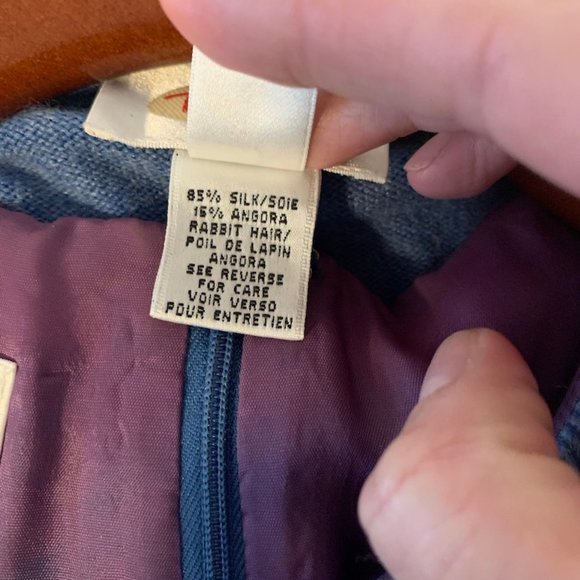 85% SILK/SOIE
15% ANGORA
RABBIT HAIR/
POIL DE LAPIN
ANGORA
SEE REVERSE
FOR CARE
VOIR VERSO
POUR ENTRETIEN